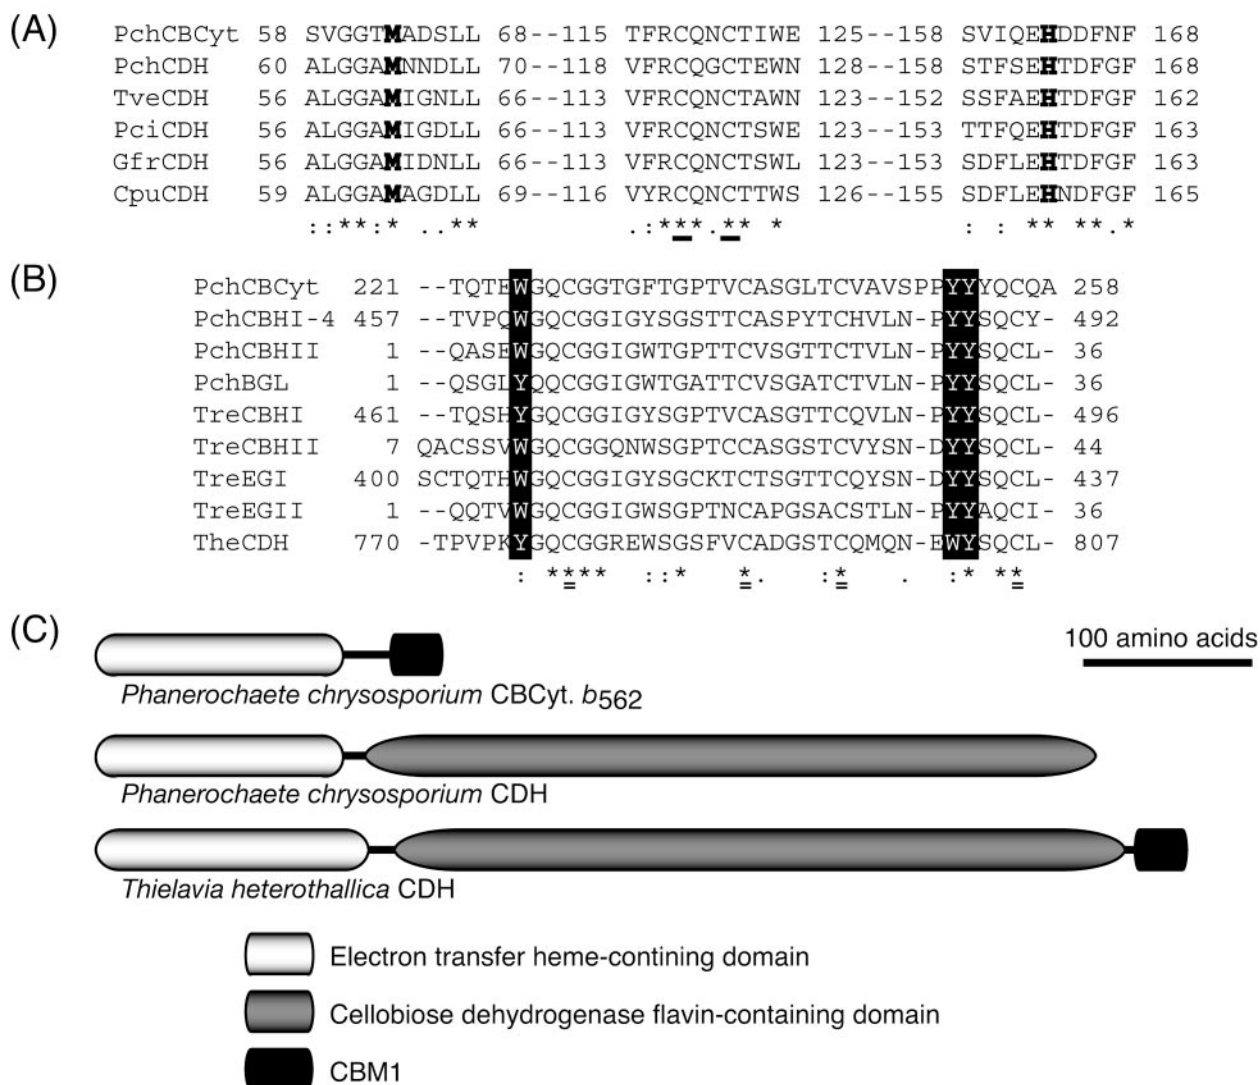 (A)
PchCBCyt 58 SVGGTMADSLL 68--115 TFRCQNCTIWE 125--158 SVIQEHDDFNF 168
PchCDH 60 ALGGAMNNDLL 70--118 VFRCQGCTEWN 128--158 STFSEHTDFGF 168
TveCDH 56 ALGGAMIGNLL 66--113 VFRCQNCTAWN 123--152 SSFAEHTDFGF 162
PciCDH 56 ALGGAMIGDLL 66--113 VFRCQNCTSWE 123--153 TTFQEHTDFGF 163
GfrCDH 56 ALGGAMIDNLL 66--113 VFRCQNCTSWL 123--153 SDFLEHTDFGF 163
CpuCDH 59 ALGGAMAGDLL 69--116 VYRCQNCTTWS 126--155 SDFLEHNDFGF 165
::**:* ..** .:***.** * : : ** **.*
(B)
PchCBCyt 221 --TQTEWGQCGGTGFTGPTVCASGLTCVAVSPPYYYQCQA 258
PchCBHI-4 457 --TVPQWGQCGGIGYSGSTTCASPYTCHVLN-PYYSQCY- 492
PchCBHII 1 --QASEWGQCGGIGWTGPTTCVSGTTCTVLN-PYYSQCL- 36
PchBGL 1 --QSGLYQQCGGIGWTGATTCVSGATCTVLN-PYYSQCL- 36
TreCBHI 461 --TQSHYGQCGGIGYSGPTVCASGTTCQVLN-PYYSQCL- 496
TreCBHII 7 QACSSVWGQCGGQNWSGPTCCASGSTCVYSN-DYYSQCL- 44
TreEGI 400 SCTQTHWGQCGGIGYSGCKTCTSGTTCQYSN-DYYSQCL- 437
TreEGII 1 --QQTVWGQCGGIGWSGPTNCAPGSACSTLN-PYYAQCI- 36
TheCDH 770 -TPVPKYGQCGGREWSGSFVCADGSTCQMQN-EWYSQCL- 807
: **** ::* *. :* . :* **
(C)
100 amino acids
Phanerochaete chrysosporium CBCyt. b562
Phanerochaete chrysosporium CDH
Thielavia heterothallica CDH
Electron transfer heme-contining domain
Cellobiose dehydrogenase flavin-containing domain
CBM1